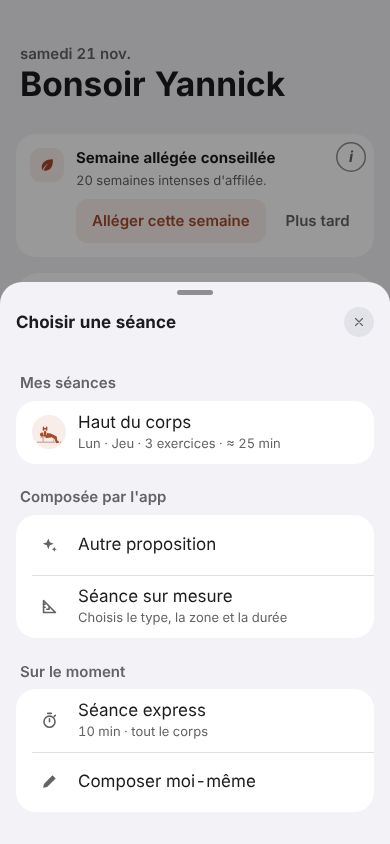 samedi 21 nov.
Bonsoir Yannick
Semaine allégée conseillée
i
20 semaines intenses d'affilée.
Alléger cette semaine
Plus tard
Choisir une séance
Mes séances
Haut du corps
Lun · Jeu · 3 exercices · ≈ 25 min
Composée par l'app
Autre proposition
Séance sur mesure
Choisis le type, la zone et la durée
Sur le moment
Séance express
10 min · tout le corps
Composer moi-même